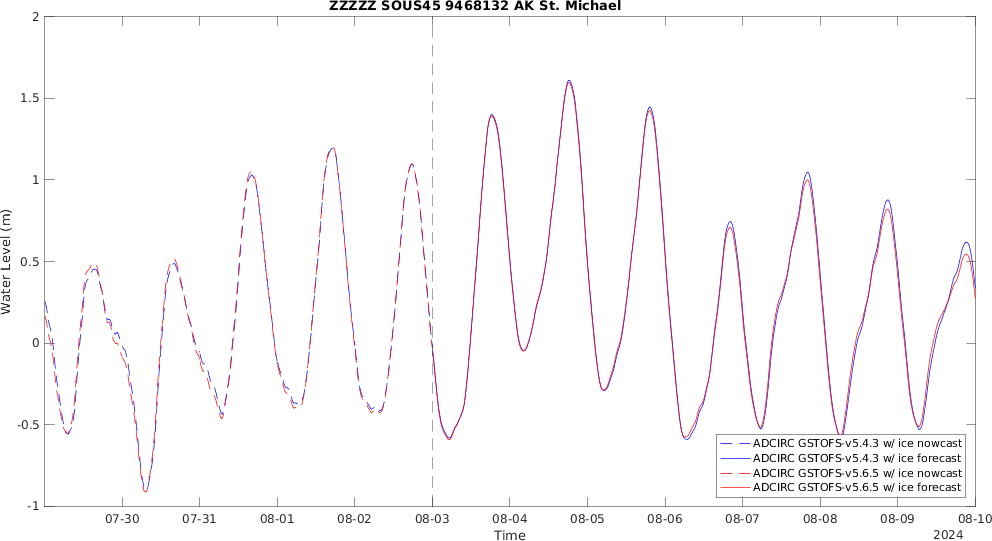 ZZZZZ SOUS45 9468132 AK St. Michael
2
1.5
1
0.5
0
-0.5
-1
Water Level (m)
07-30 07-31 08-01 08-02 08-03 08-04 08-05 08-06 08-07 08-08 08-09 08-10
Time
2024
ADCIRC GSTOFS-v5.4.3 w/ ice nowcast
ADCIRC GSTOFS-v5.4.3 w/ ice forecast
ADCIRC GSTOFS-v5.6.5 w/ ice nowcast
ADCIRC GSTOFS-v5.6.5 w/ ice forecast